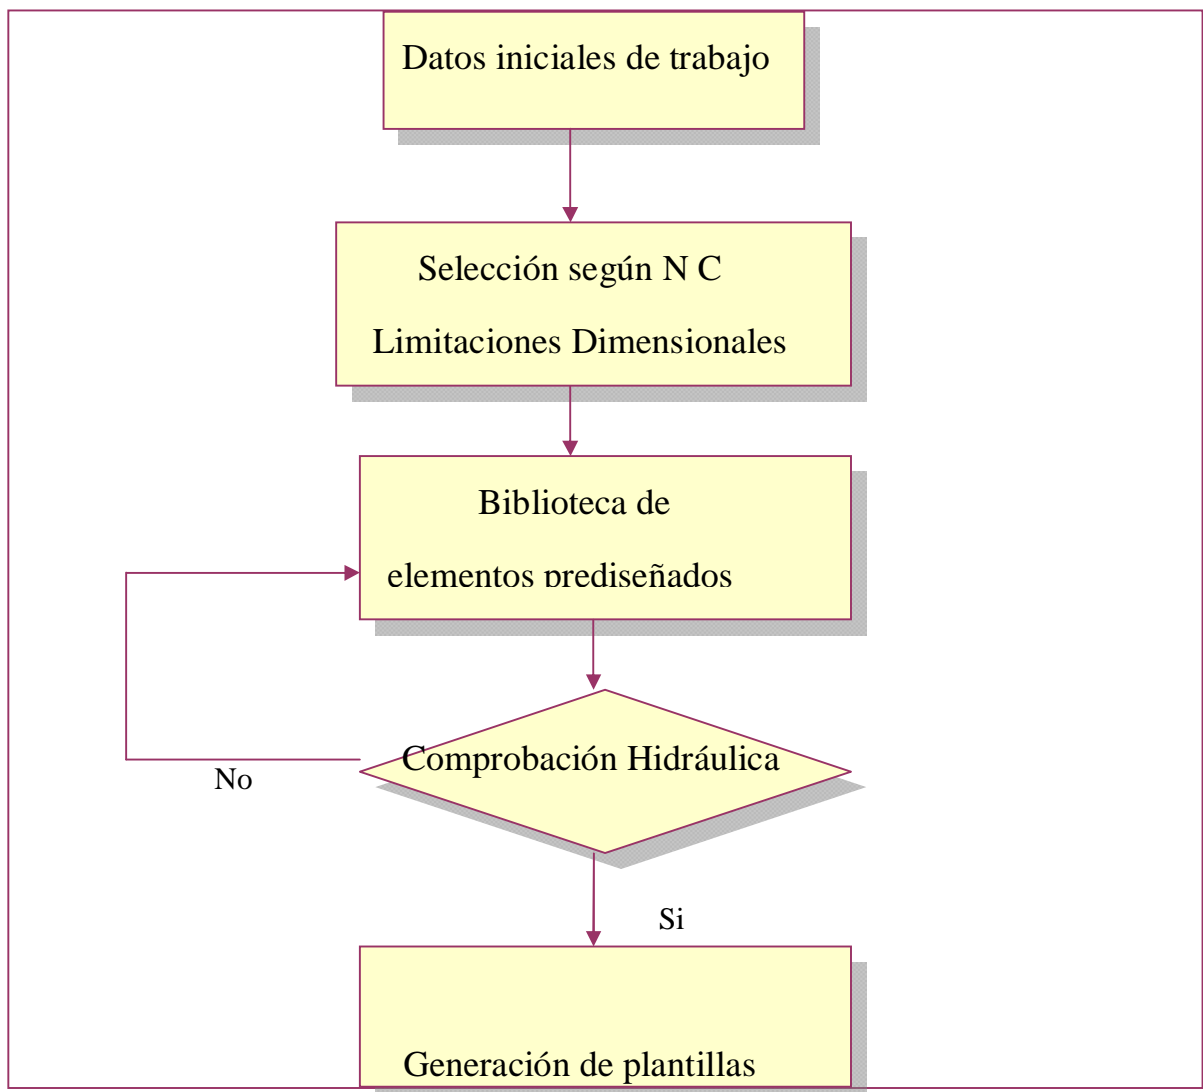 Datos iniciales de trabajo
Selección según N C
Limitaciones Dimensionales
Biblioteca de
elementos prediseñados
Comprobación Hidráulica
No
Si
Generación de plantillas